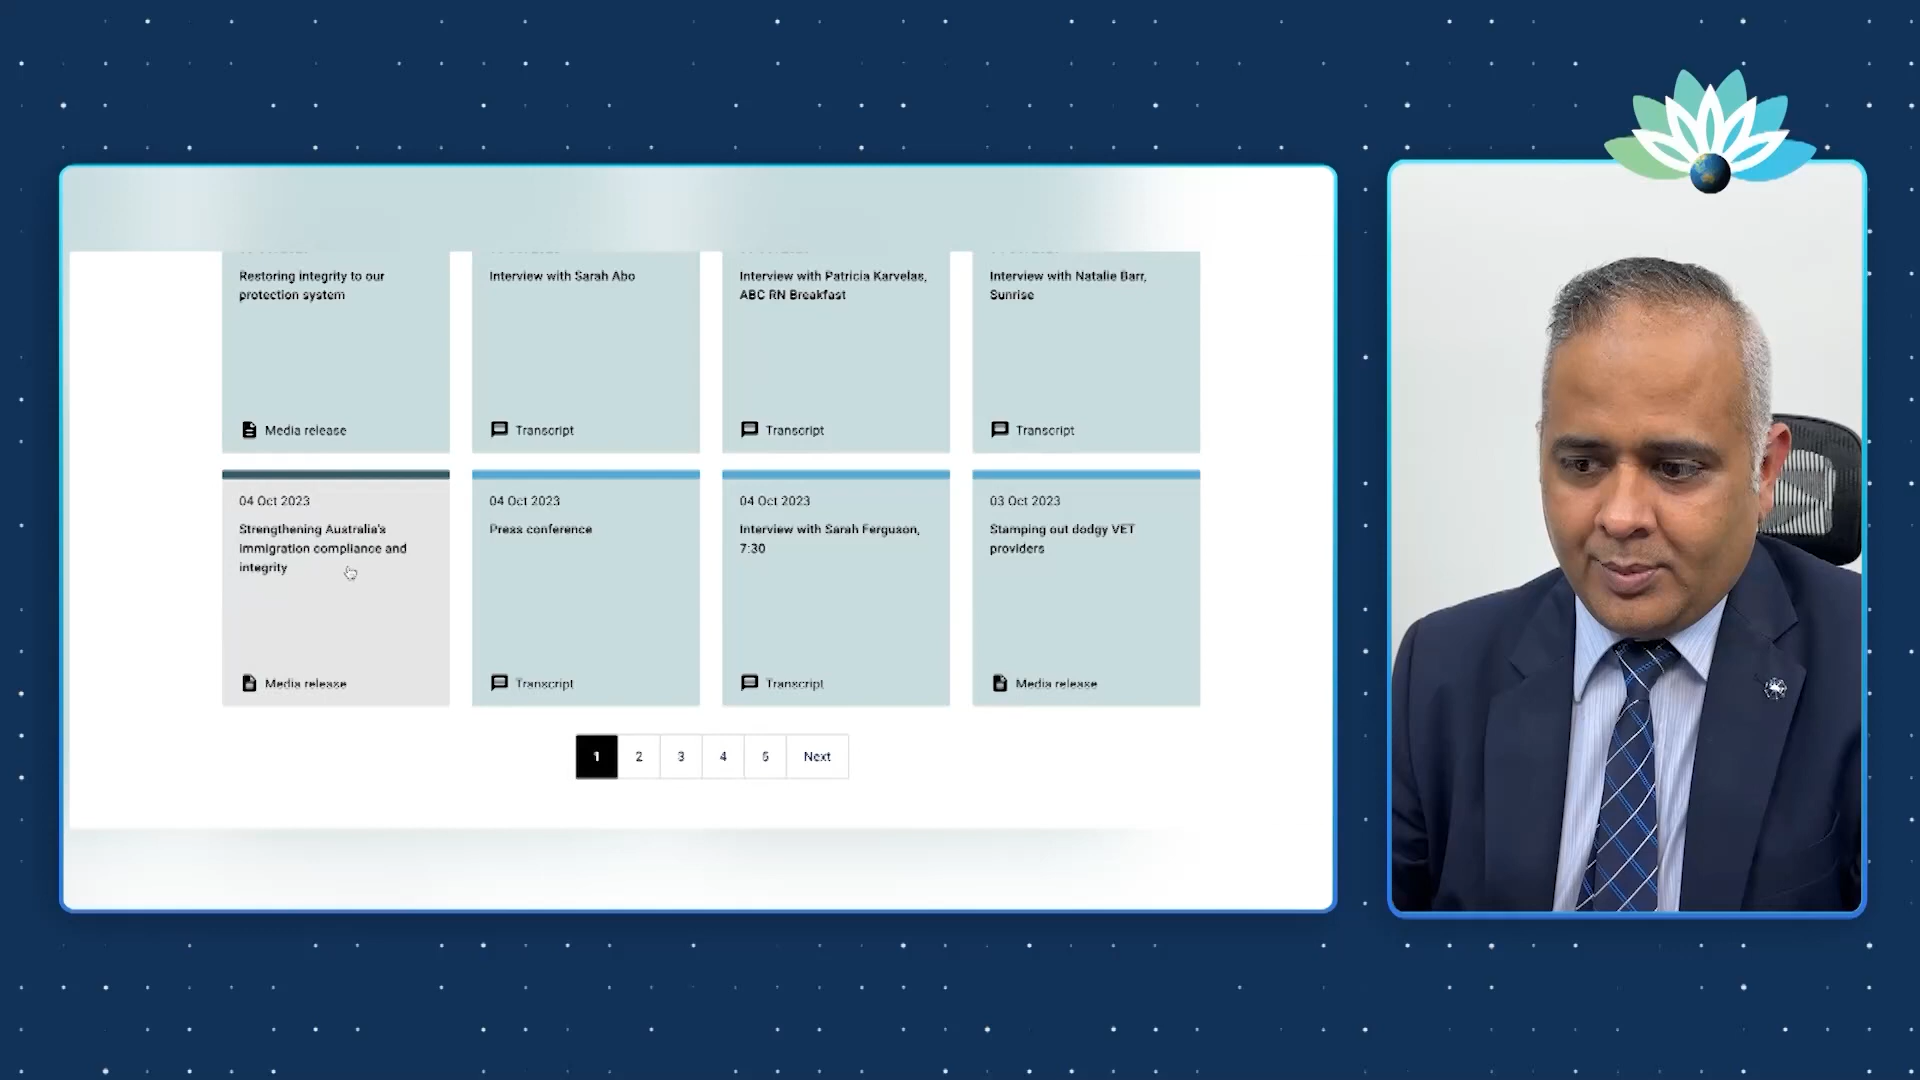 Restoring integrity to our
protection system
Interview with Sarah Abo
Interview with Patricia Karvelas,
ABC RN Breakfast
Interview with Natalie Barr,
Sunrise
Media release
Transcript
Transcript
Transcript
04 Oct 2023
Strengthening Australia's
immigration compliance and
integrity
04 Oct 2023
Press conference
04 Oct 2023
Interview with Sarah Ferguson,
7:30
03 Oct 2023
Stamping out dodgy VET
providers
Media release
Transcript
Transcript
Media release
1 2 3 4 5 Next